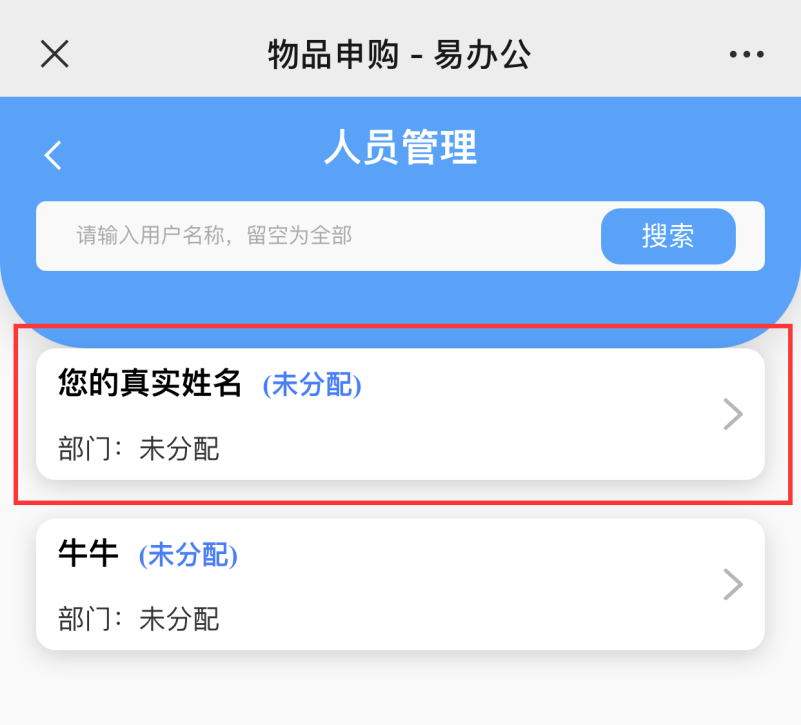 物品申购 - 易办公
人员管理
请输入用户名称，留空为全部
搜索
您的真实姓名 (未分配)
部门：未分配
牛牛 (未分配)
部门：未分配